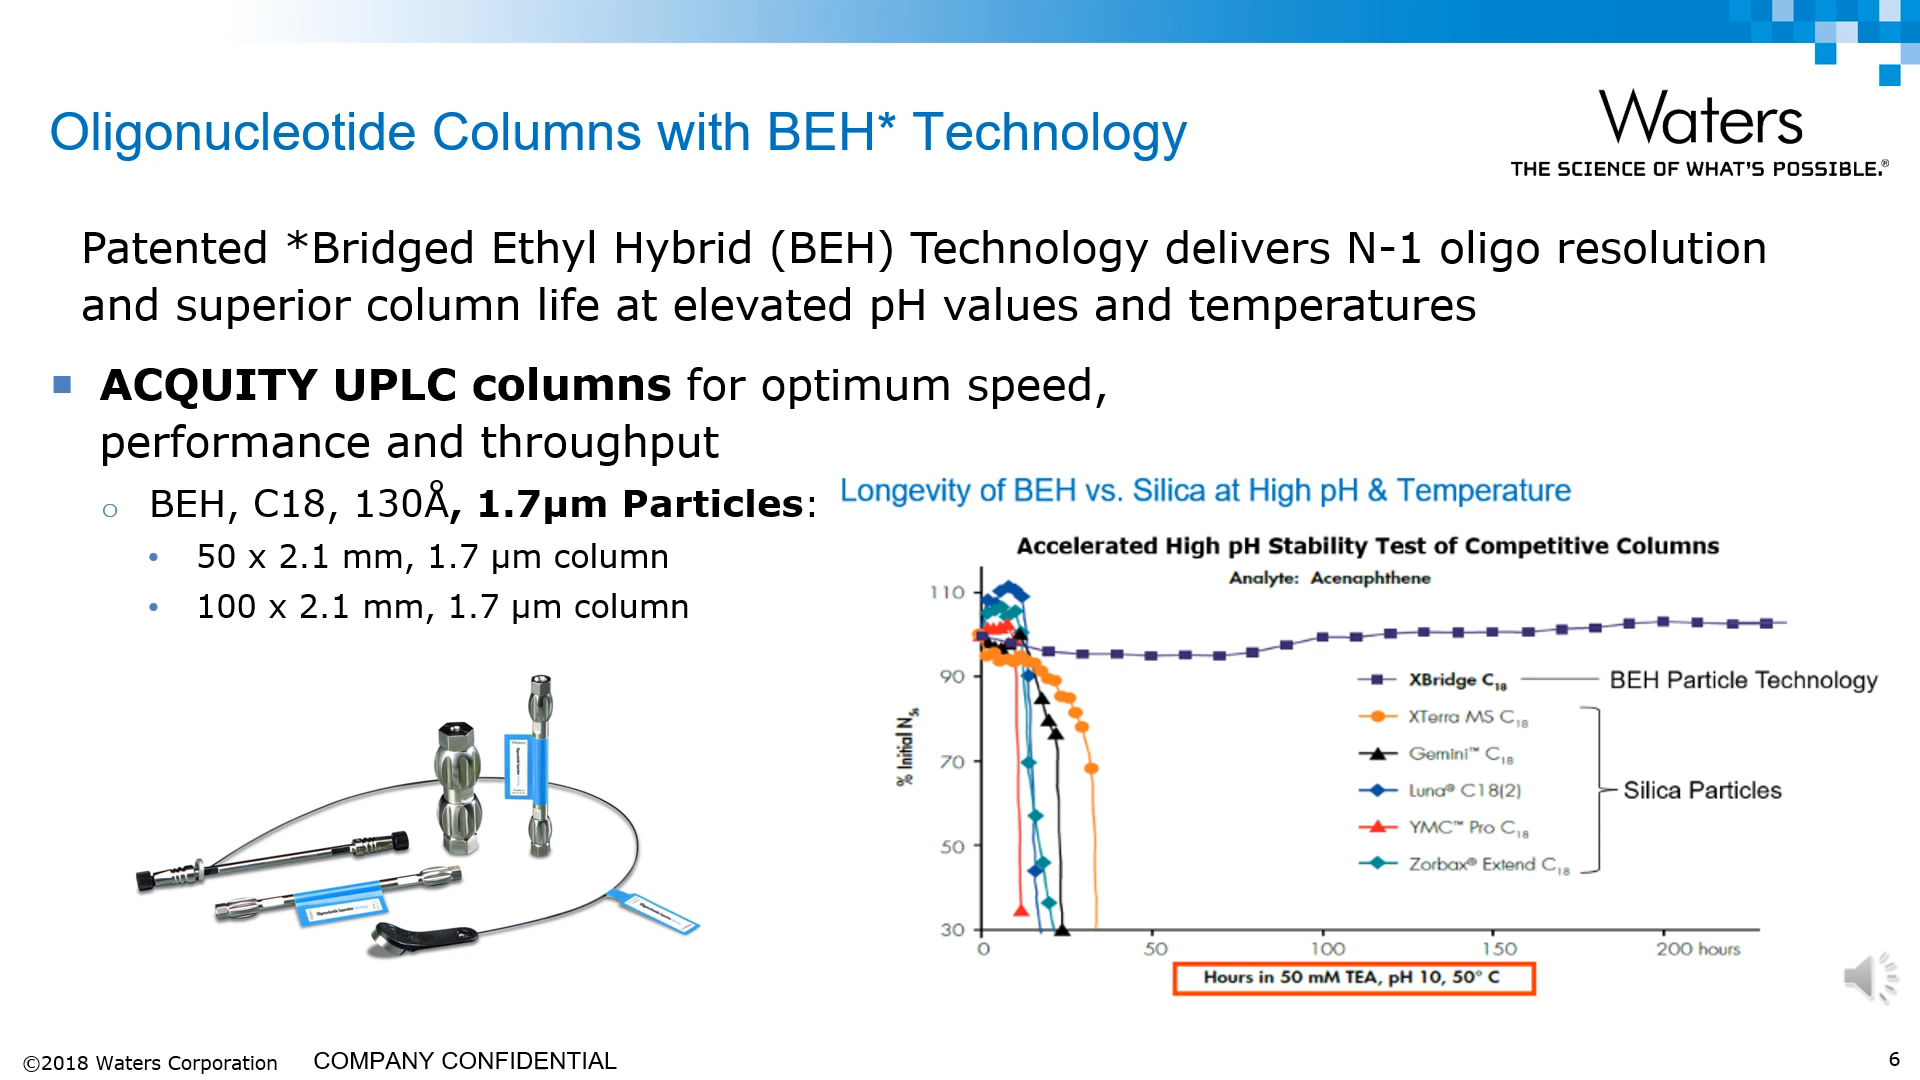 Oligonucleotide Columns with BEH* Technology
Waters
THE SCIENCE OF WHAT'S POSSIBLE.®
Patented *Bridged Ethyl Hybrid (BEH) Technology delivers N-1 oligo resolution
and superior column life at elevated pH values and temperatures
■ ACQUITY UPLC columns for optimum speed,
performance and throughput
o BEH, C18, 130Å, 1.7µm Particles:
• 50 x 2.1 mm, 1.7 µm column
• 100 x 2.1 mm, 1.7 µm column
Longevity of BEH vs. Silica at High pH & Temperature
Accelerated High pH Stability Test of Competitive Columns
Analyte: Acenaphthene
110
90
70
50
30
% Initial N5s
XBridge C18
BEH Particle Technology
XTerra MS C18
Gemini™ C18
Luna® C18(2)
YMC™ Pro C18
Zorbax® Extend C18
Silica Particles
0 50 100 150 200 hours
Hours in 50 mM TEA, pH 10, 50° C
©2018 Waters Corporation COMPANY CONFIDENTIAL
6